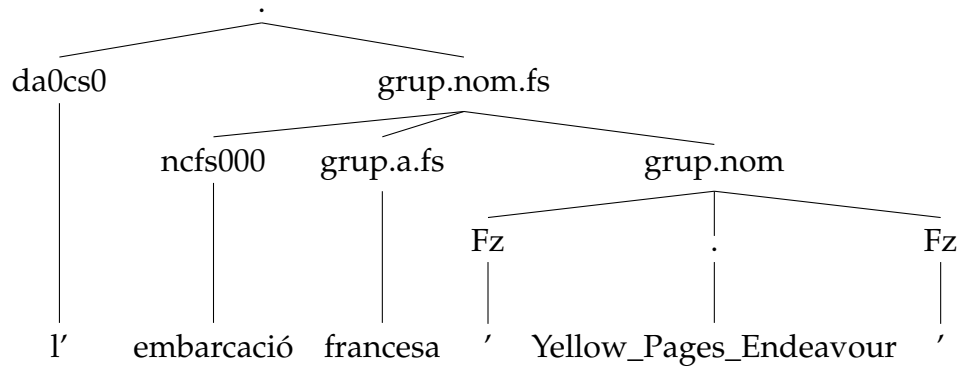 .
da0cs0 grup.nom.fs
ncfs000 grup.a.fs grup.nom
Fz . Fz
l’ embarcació francesa ’ Yellow_Pages_Endeavour ’